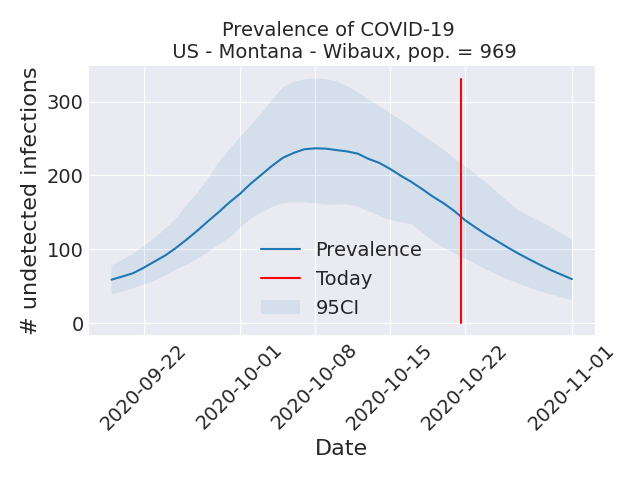 Prevalence of COVID-19
US - Montana - Wibaux, pop. = 969
# undetected infections
300
200
100
0
Prevalence
Today
95CI
2020-09-22
2020-10-01
2020-10-08
2020-10-15
2020-10-22
2020-11-01
Date